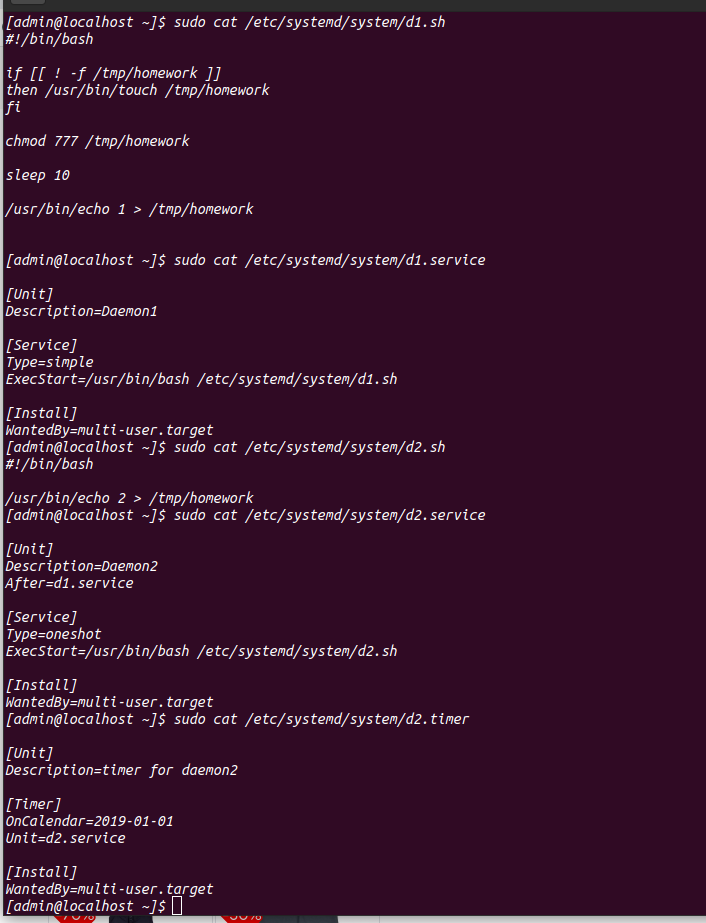 [admin@localhost ~]$ sudo cat /etc/systemd/system/d1.sh
#!/bin/bash
if [[ ! -f /tmp/homework ]]
then /usr/bin/touch /tmp/homework
fi
chmod 777 /tmp/homework
sleep 10
/usr/bin/echo 1 > /tmp/homework
[admin@localhost ~]$ sudo cat /etc/systemd/system/d1.service
[Unit]
Description=Daemon1
[Service]
Type=simple
ExecStart=/usr/bin/bash /etc/systemd/system/d1.sh
[Install]
WantedBy=multi-user.target
[admin@localhost ~]$ sudo cat /etc/systemd/system/d2.sh
#!/bin/bash
/usr/bin/echo 2 > /tmp/homework
[admin@localhost ~]$ sudo cat /etc/systemd/system/d2.service
[Unit]
Description=Daemon2
After=d1.service
[Service]
Type=oneshot
ExecStart=/usr/bin/bash /etc/systemd/system/d2.sh
[Install]
WantedBy=multi-user.target
[admin@localhost ~]$ sudo cat /etc/systemd/system/d2.timer
[Unit]
Description=timer for daemon2
[Timer]
OnCalendar=2019-01-01
Unit=d2.service
[Install]
WantedBy=multi-user.target
[admin@localhost ~]$